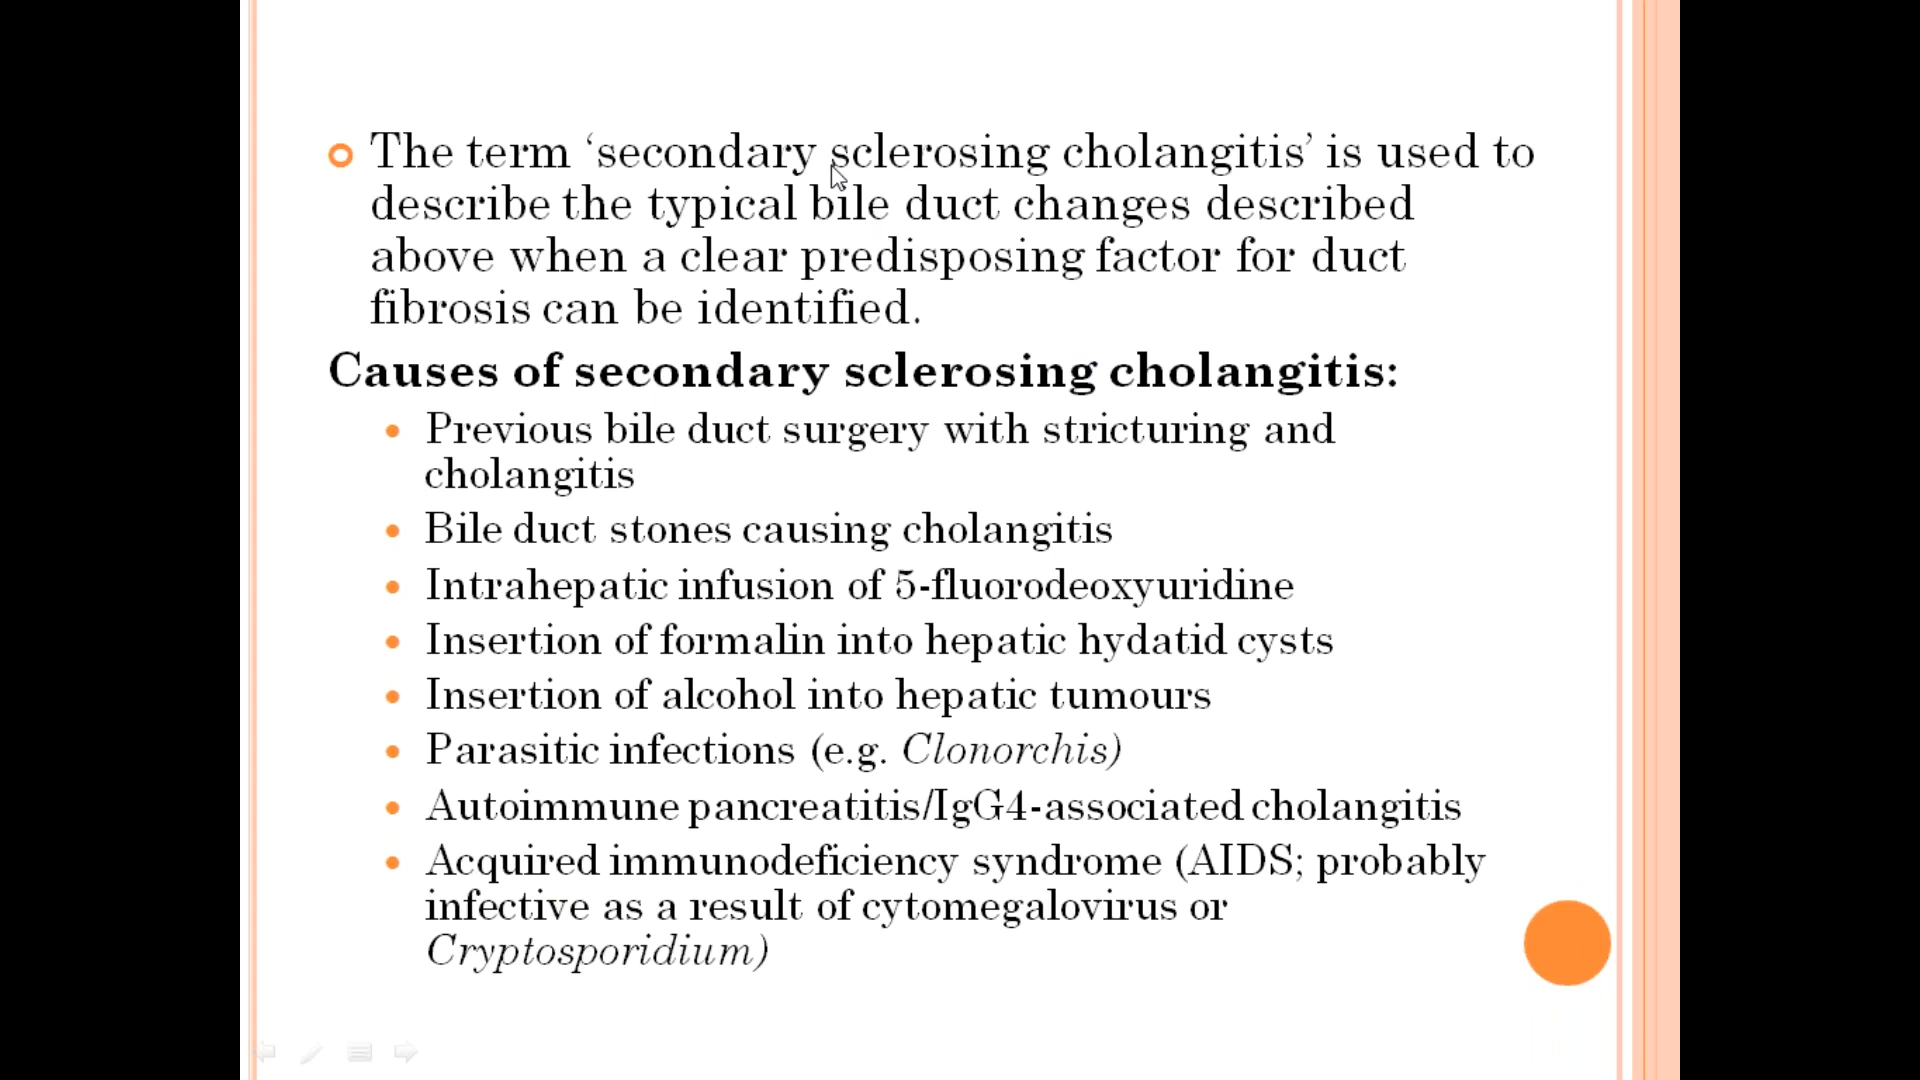 The term ‘secondary sclerosing cholangitis’ is used to
describe the typical bile duct changes described
above when a clear predisposing factor for duct
fibrosis can be identified.
Causes of secondary sclerosing cholangitis:
Previous bile duct surgery with stricturing and
cholangitis
Bile duct stones causing cholangitis
Intrahepatic infusion of 5-fluorodeoxyuridine
Insertion of formalin into hepatic hydatid cysts
Insertion of alcohol into hepatic tumours
Parasitic infections (e.g. Clonorchis)
Autoimmune pancreatitis/IgG4-associated cholangitis
Acquired immunodeficiency syndrome (AIDS; probably
infective as a result of cytomegalovirus or
Cryptosporidium)